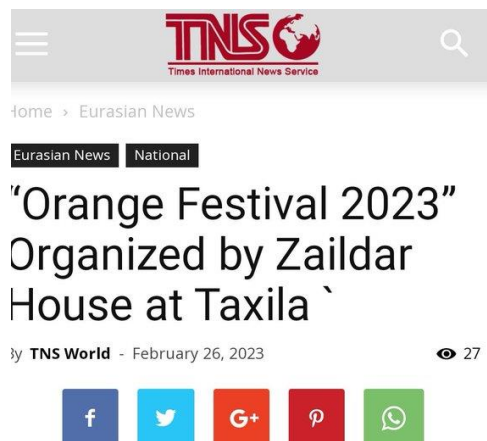 TNS
Times International News Service
Home › Eurasian News
Eurasian News National
“Orange Festival 2023”
Organized by Zaildar
House at Taxila `
By TNS World - February 26, 2023 27
f G+